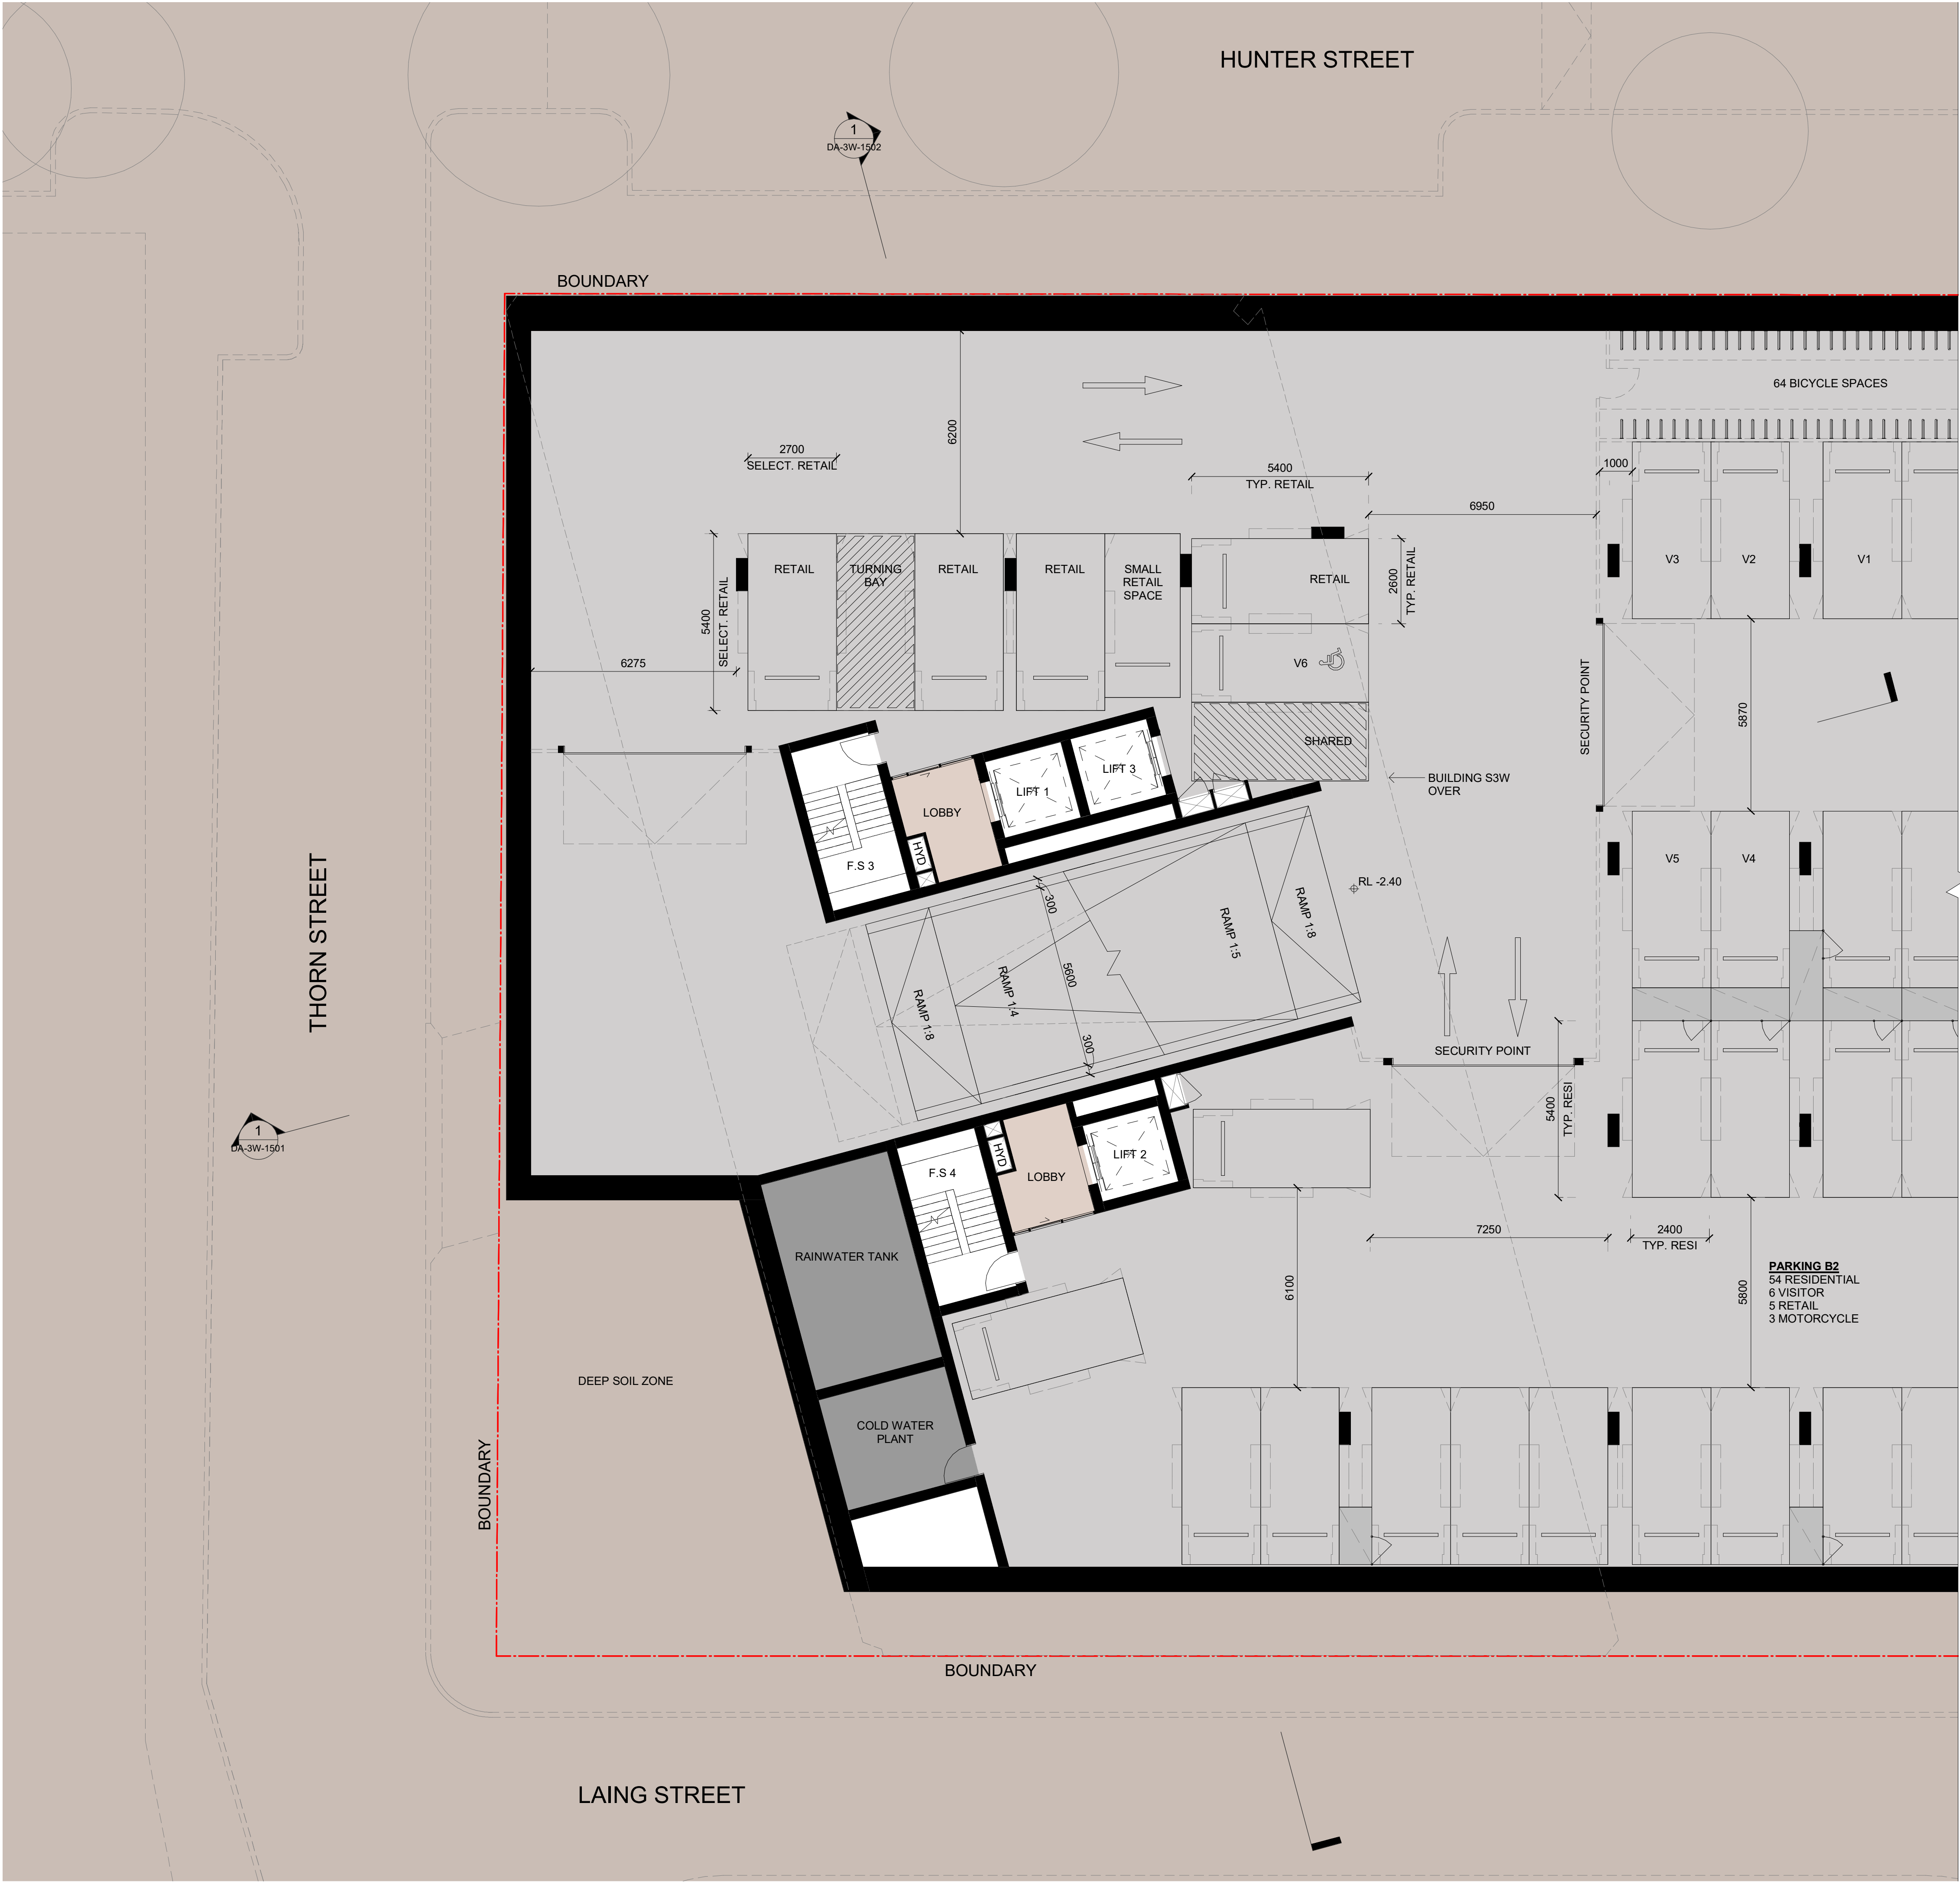 HUNTER STREET
1
DA-3W-1502
BOUNDARY
64 BICYCLE SPACES
6200
2700
SELECT. RETAIL
5400
TYP. RETAIL
1000
6950
RETAIL
TURNING
BAY
RETAIL
RETAIL
SMALL
RETAIL
SPACE
RETAIL
2600
TYP. RETAIL
V3
V2
V1
5400
SELECT. RETAIL
6275
V6
SECURITY POINT
5870
SHARED
LIFT 3
LIFT 1
BUILDING S3W
OVER
LOBBY
HYD
F.S 3
V5
V4
RL -2.40
300
5600
300
RAMP 1:8
RAMP 1:4
RAMP 1:5
RAMP 1:8
THORN STREET
SECURITY POINT
5400
TYP. RESI
1
DA-3W-1501
F.S 4
HYD
LOBBY
LIFT 2
RAINWATER TANK
7250
2400
TYP. RESI
6100
5800
PARKING B2
54 RESIDENTIAL
6 VISITOR
5 RETAIL
3 MOTORCYCLE
DEEP SOIL ZONE
COLD WATER
PLANT
BOUNDARY
BOUNDARY
LAING STREET